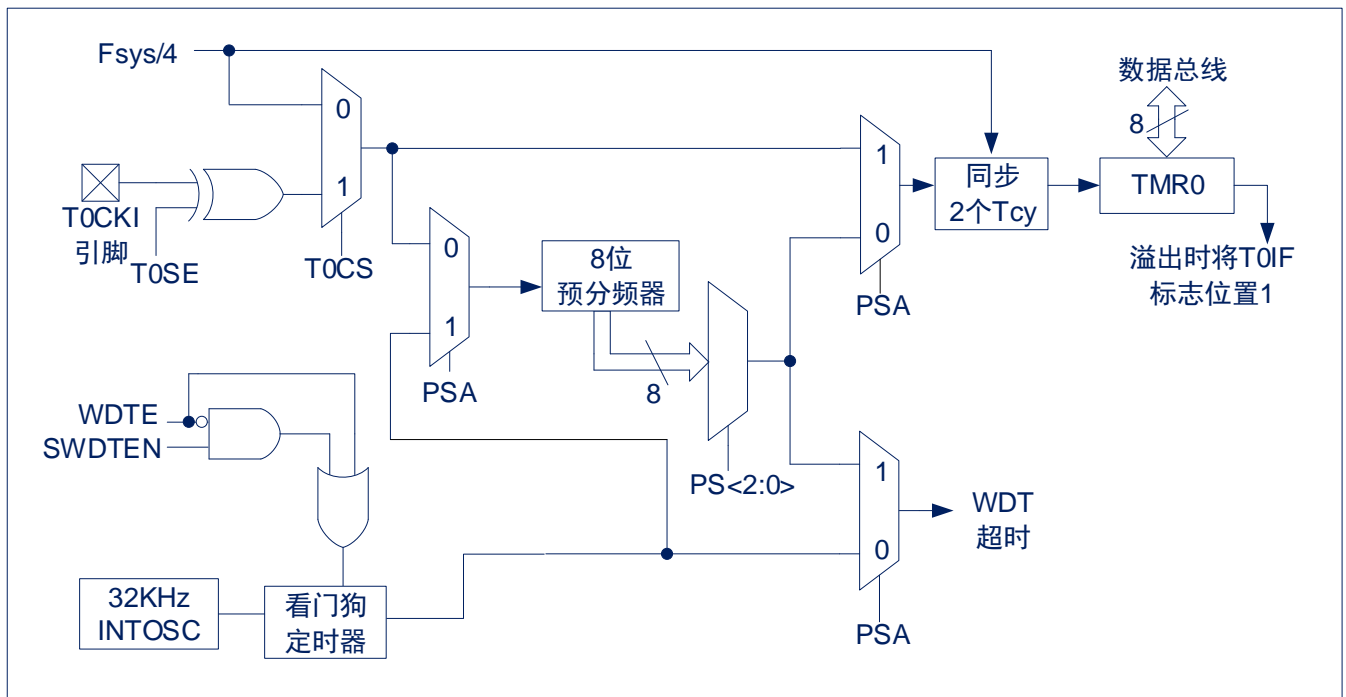 Fsys/4
数据总线
8
0
1
T0CKI
引脚
T0SE
T0CS
1
0
PSA
同步
2个Tcy
TMR0
溢出时将T0IF
标志位置1
0
1
PSA
8位
预分频器
8
PS<2:0>
WDTE
SWDTEN
1
0
PSA
WDT
超时
32KHz
INTOSC
看门狗
定时器